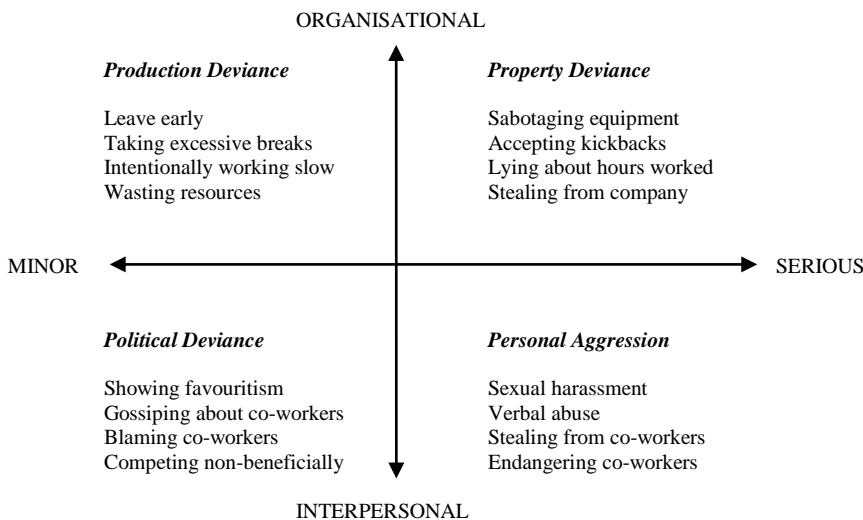 ORGANISATIONAL
Production Deviance
Leave early
Taking excessive breaks
Intentionally working slow
Wasting resources
Property Deviance
Sabotaging equipment
Accepting kickbacks
Lying about hours worked
Stealing from company
MINOR
SERIOUS
Political Deviance
Showing favouritism
Gossiping about co-workers
Blaming co-workers
Competing non-beneficially
Personal Aggression
Sexual harassment
Verbal abuse
Stealing from co-workers
Endangering co-workers
INTERPERSONAL